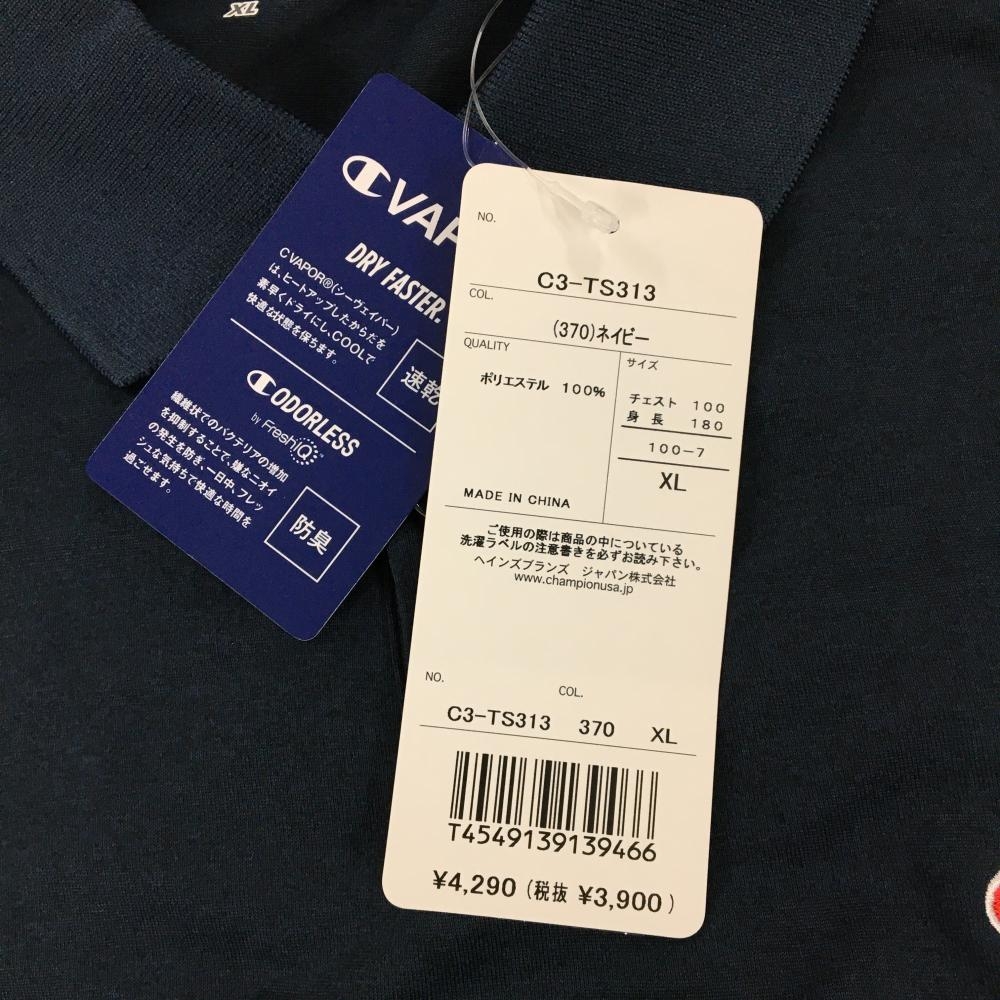 XL
C VAP
DRY FASTER.
C VAPOR®(シーヴェイパー)
は、ヒートアップしたからだを
素早くドライにし、COOLで
快適な状態を保ちます。
速乾
C ODORLESS
by FreshIQ
繊維状でのバクテリアの増加
を抑制することで、嫌なニオイ
の発生を防ぎ、一日中、フレッ
シュな気持ちで快適な時間を
過ごせます。
防臭
NO.
C3-TS313
COL.
(370)ネイビー
QUALITY
サイズ
ポリエステル 100%
チェスト 100
身長 180
100-7
XL
MADE IN CHINA
ご使用の際は商品の中についている
洗濯ラベルの注意書きを必ずお読み下さい。
ヘインズブランズ ジャパン株式会社
www.championusa.jp
NO.
COL.
C3-TS313 370 XL
T4549139139466
¥4,290 (税抜 ¥3,900)